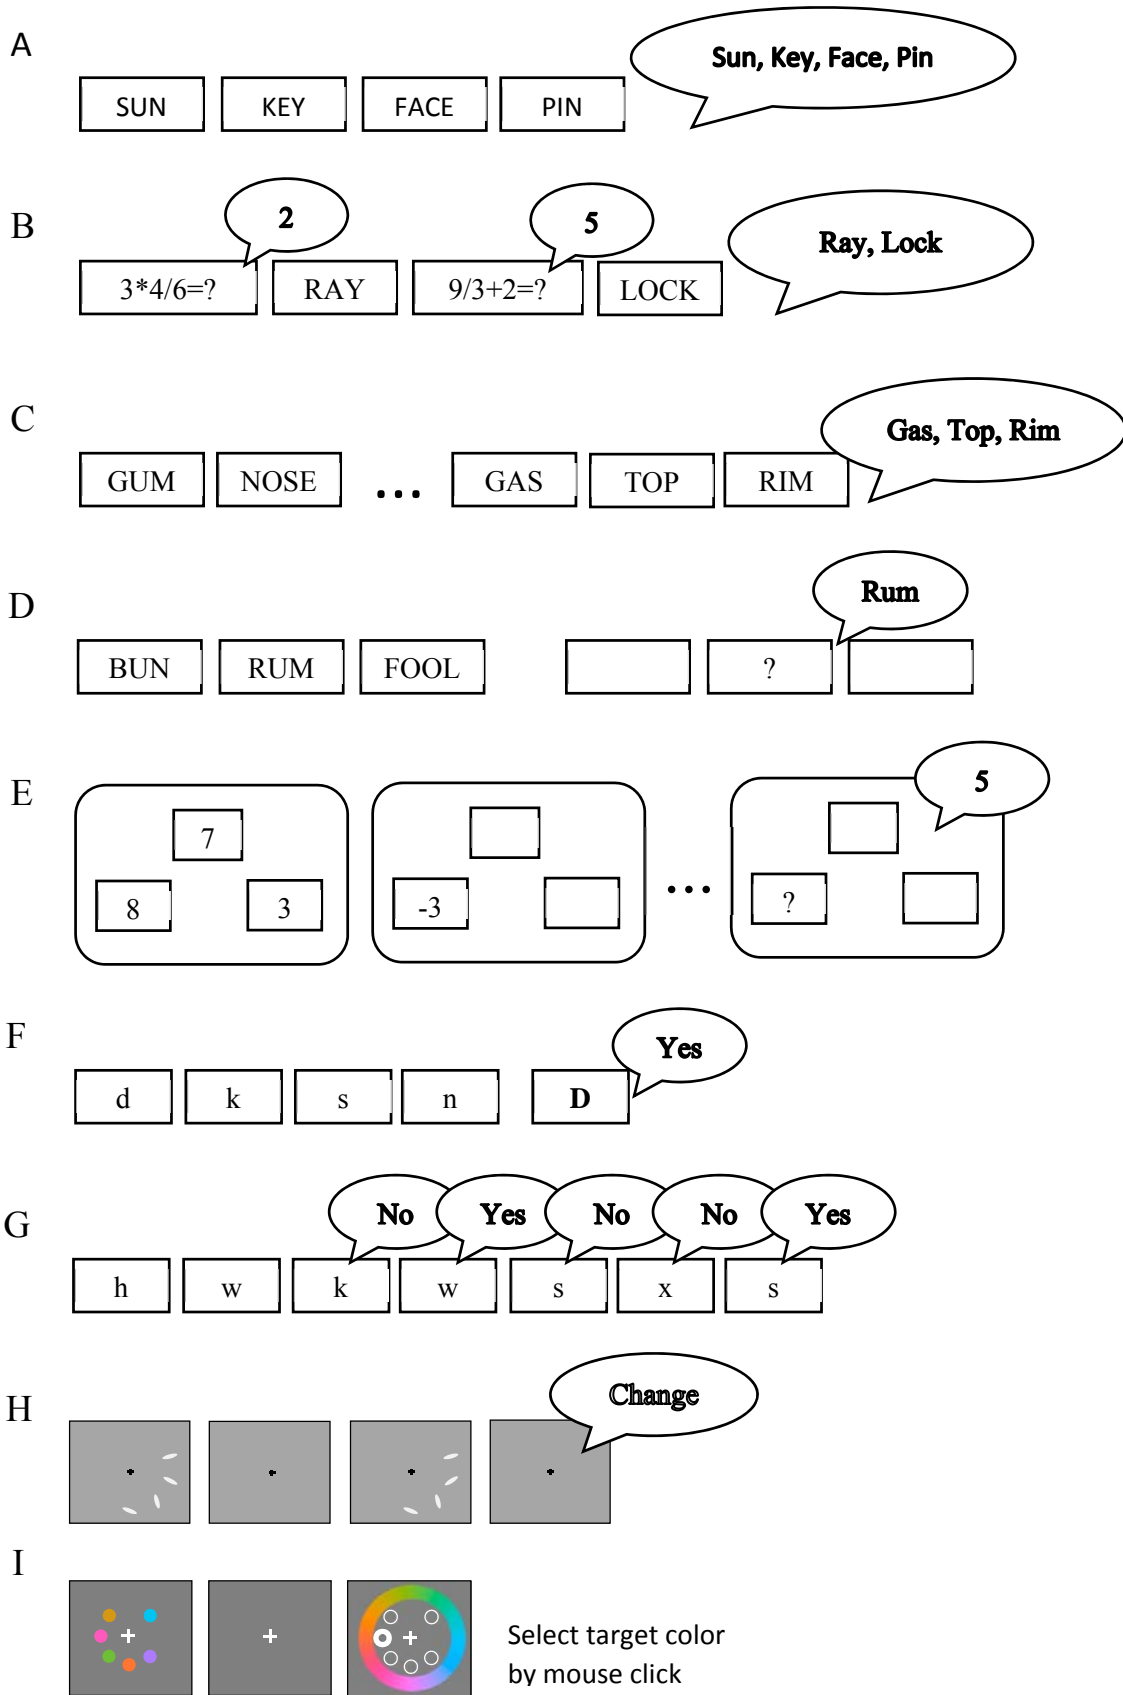 A
Sun, Key, Face, Pin
SUN KEY FACE PIN
B
2 5 Ray, Lock
3*4/6=? RAY 9/3+2=? LOCK
C
Gas, Top, Rim
GUM NOSE ... GAS TOP RIM
D
Rum
BUN RUM FOOL ?
E
5
7
8 3 -3 ... ?
F
Yes
d k s n D
G
No Yes No No Yes
h w k w s x s
H
Change
I
Select target color
by mouse click